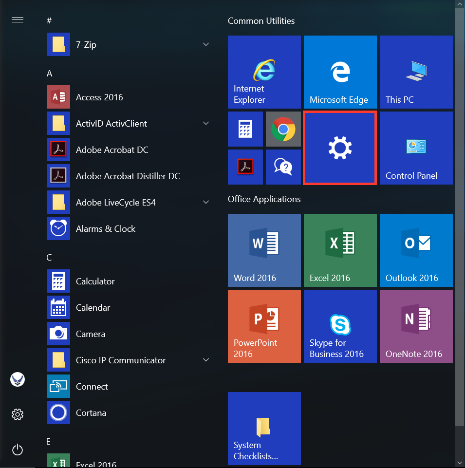 #
7-Zip
A
Access 2016
ActivID ActivClient
Adobe Acrobat DC
Adobe Acrobat Distiller DC
Adobe LiveCycle ES4
Alarms & Clock
C
Calculator
Calendar
Camera
Cisco IP Communicator
Connect
Cortana
E
Excel 2016
Common Utilities
Internet
Explorer
Microsoft Edge
This PC
Control Panel
Office Applications
Word 2016
Excel 2016
Outlook 2016
PowerPoint
2016
Skype for
Business 2016
OneNote 2016
System
Checklists...